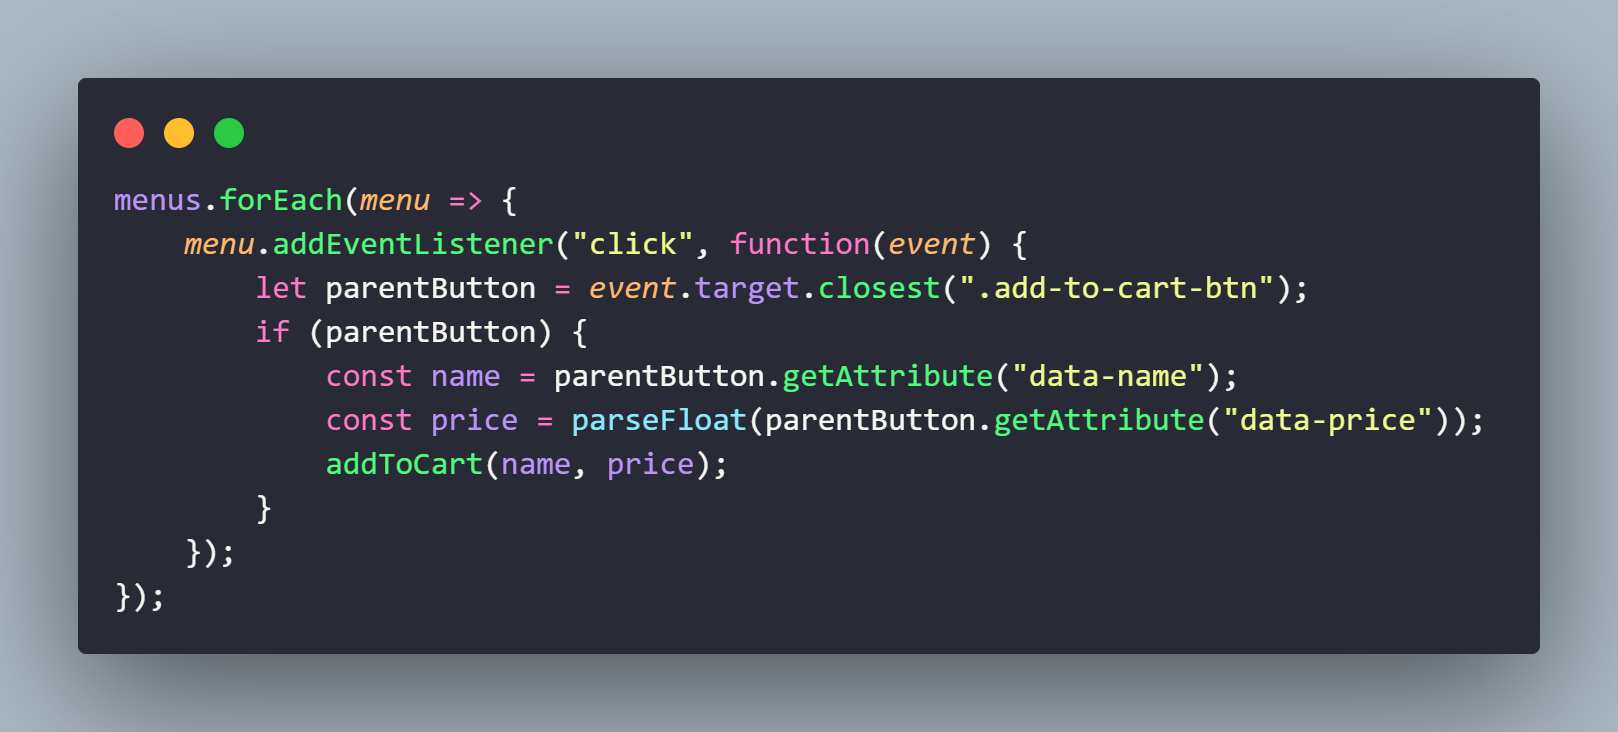 menus.forEach(menu => {
    menu.addEventListener("click", function(event) {
        let parentButton = event.target.closest(".add-to-cart-btn");
        if (parentButton) {
            const name = parentButton.getAttribute("data-name");
            const price = parseFloat(parentButton.getAttribute("data-price"));
            addToCart(name, price);
        }
    });
});